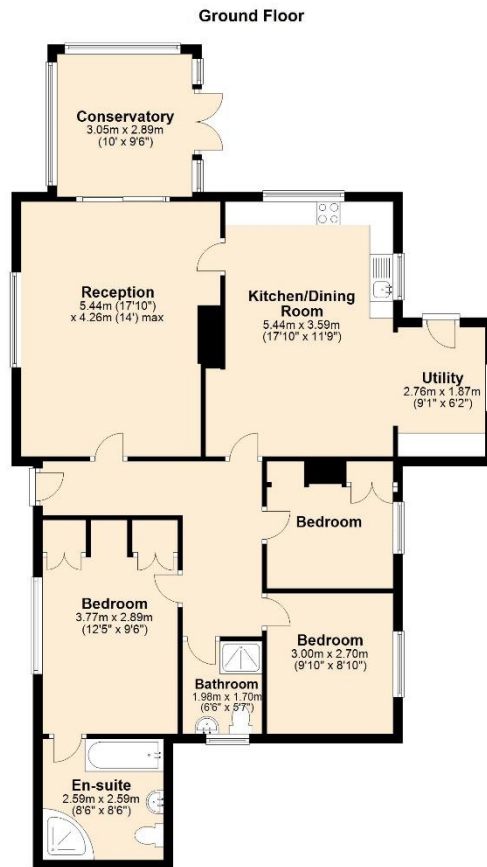 Ground Floor
Conservatory
3.05m x 2.89m
(10' x 9'6")
Reception
5.44m (17'10")
x 4.26m (14') max
Kitchen/Dining
Room
5.44m x 3.59m
(17'10" x 11'9")
Utility
2.76m x 1.87m
(9'1" x 6'2")
Bedroom
Bedroom
3.77m x 2.89m
(12'5" x 9'6")
Bedroom
3.00m x 2.70m
(9'10" x 8'10")
Bathroom
1.98m x 1.70m
(6'6" x 5'7")
En-suite
2.59m x 2.59m
(8'6" x 8'6")